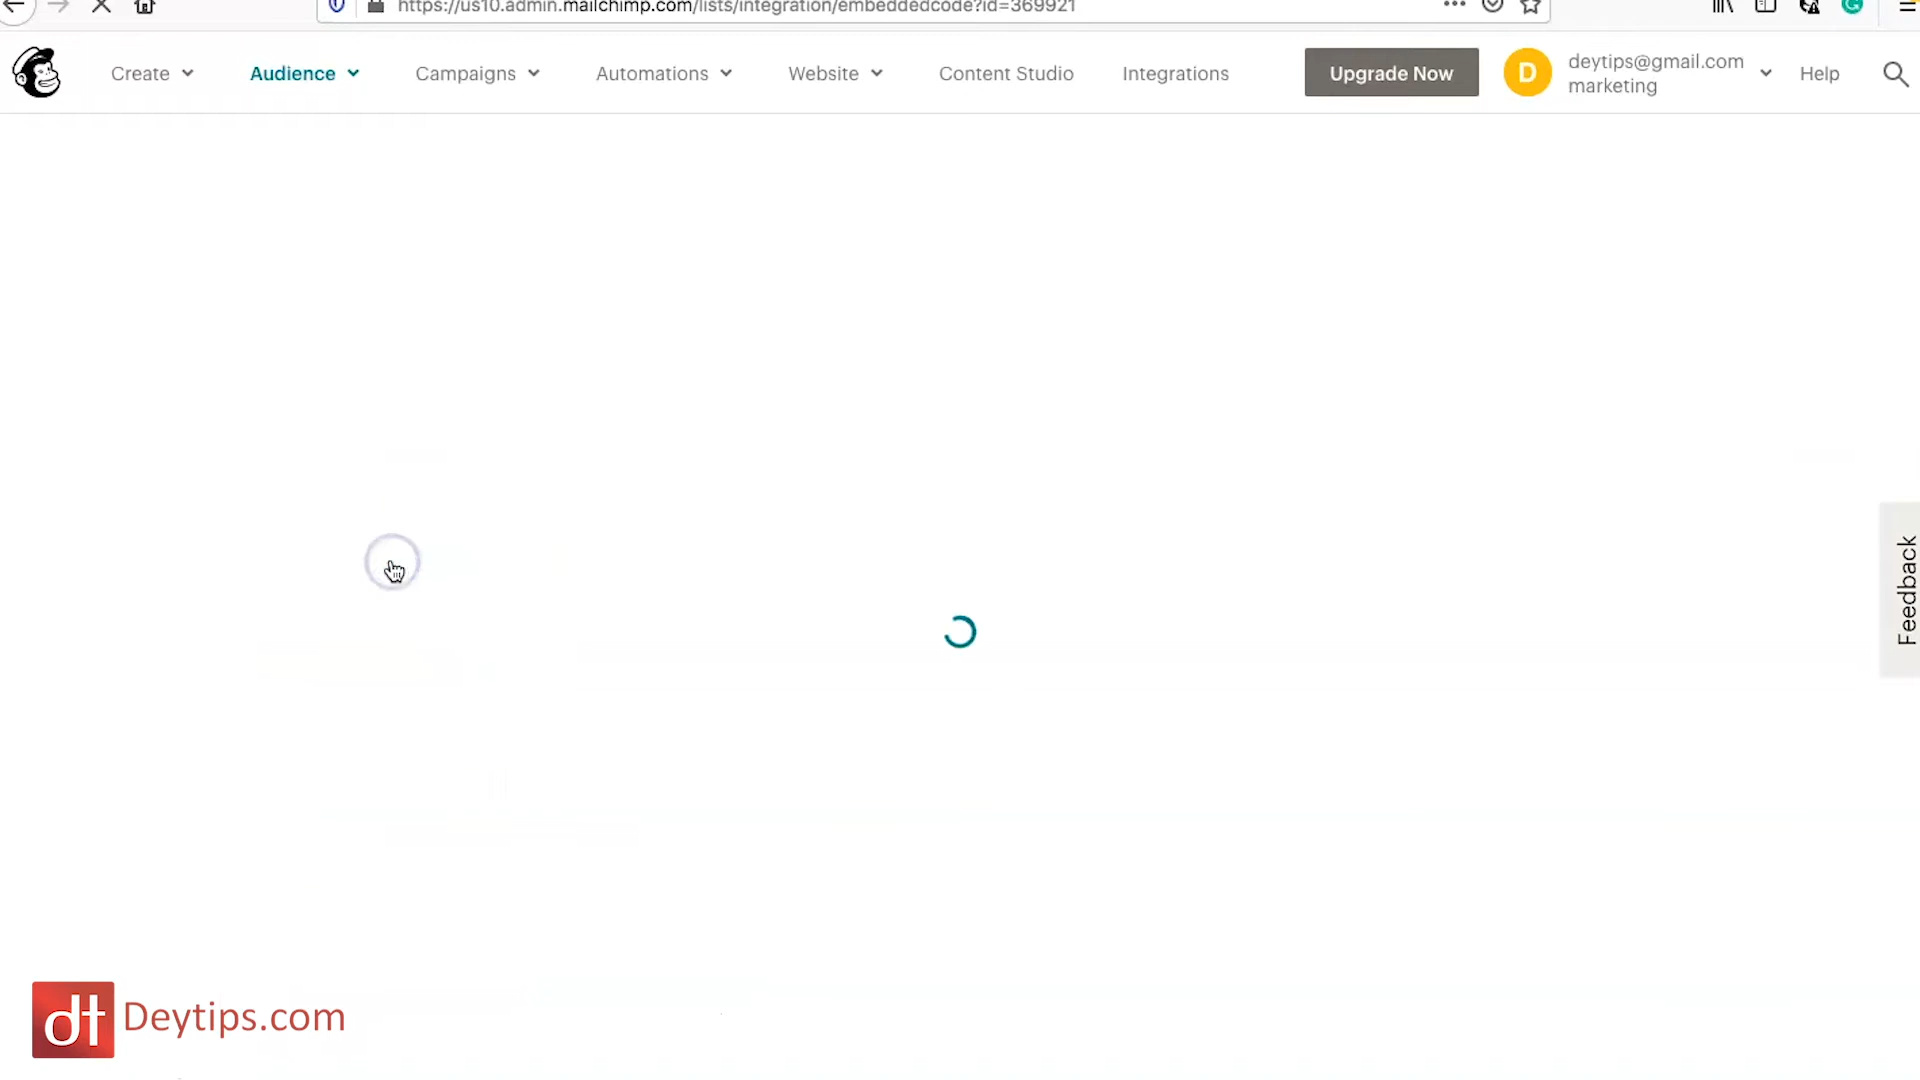 https://us10.admin.mailchimp.com/lists/integration/embeddedcode?id=369921
Create Audience Campaigns Automations Website Content Studio Integrations Upgrade Now D deytips@gmail.com Help
marketing
Feedback
dt Deytips.com